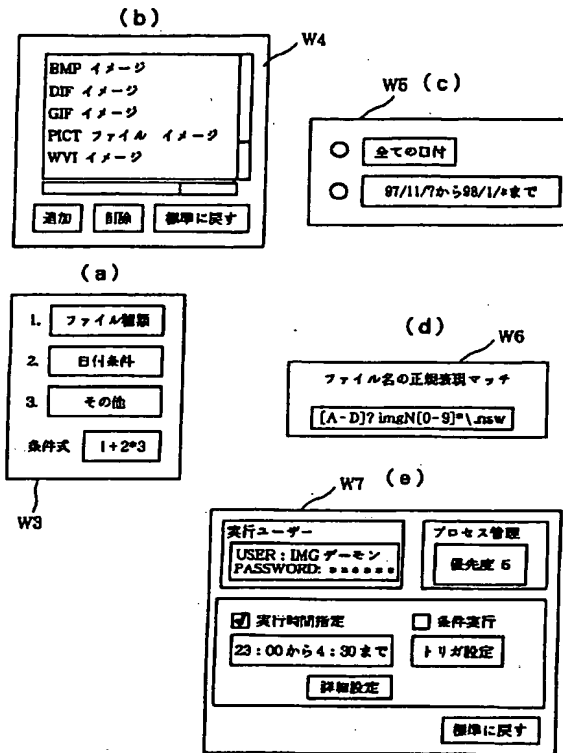 (b)
W4
BMP イメージ
DIF イメージ
GIF イメージ
PICT ファイル イメージ
WVI イメージ
追加 削除 標準に戻す
W5 (c)
全ての日付
97/11/7から98/1/*まで
(a)
1. ファイル種類
2. 日付条件
3. その他
条件式 1+2*3
W3
(d)
W6
ファイル名の正規表現マッチ
[A-D]? imgN[0-9]*\.nsw
W7 (e)
実行ユーザー
USER : IMG デーモン
PASSWORD: ******
プロセス管理
優先度 5
実行時間指定 条件実行
23:00から4:30まで トリガ設定
詳細設定
標準に戻す